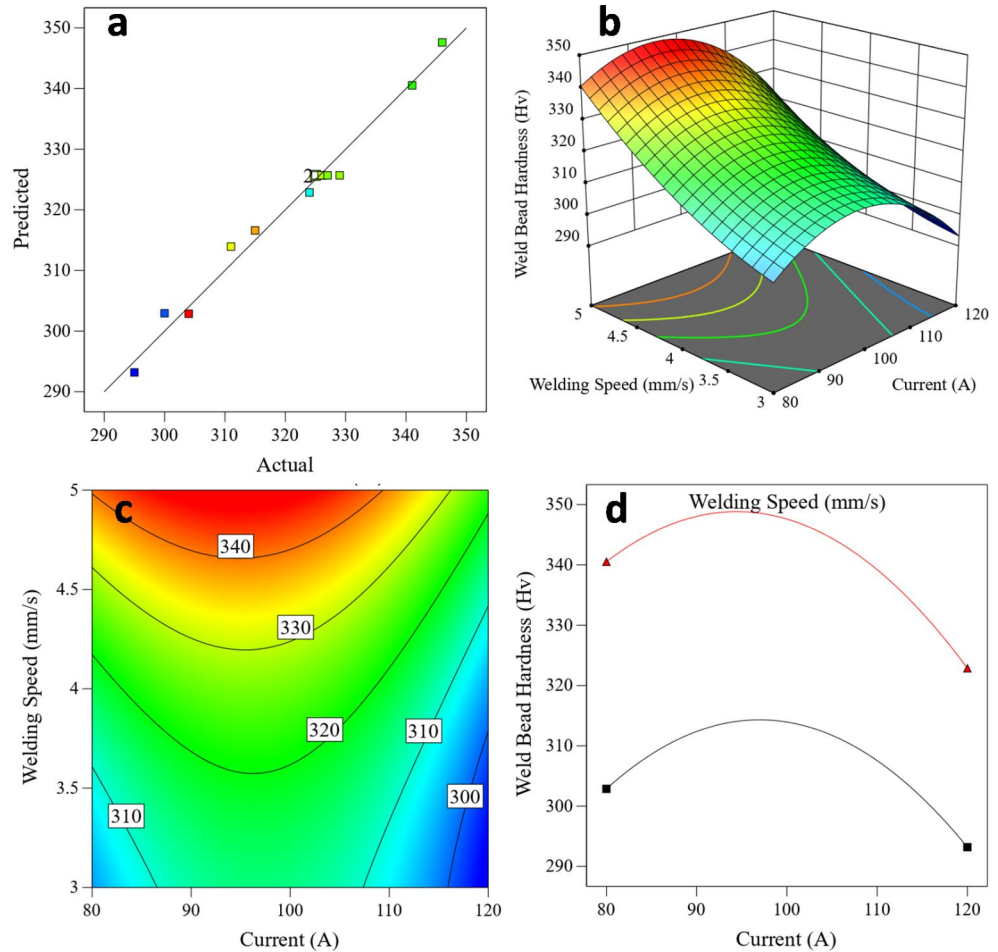 a
350
340
330
320
310
300
290
Predicted
2
290 300 310 320 330 340 350
Actual
b
350
340
330
320
310
300
290
Weld Bead Hardness (Hv)
5
4.5
4
3.5
3
Welding Speed (mm/s)
80
90
100
110
120
Current (A)
c
5
4.5
4
3.5
3
Welding Speed (mm/s)
340
330
320
310
310
300
80 90 100 110 120
Current (A)
d
Welding Speed (mm/s)
350
340
330
320
310
300
290
Weld Bead Hardness (Hv)
80 90 100 110 120
Current (A)